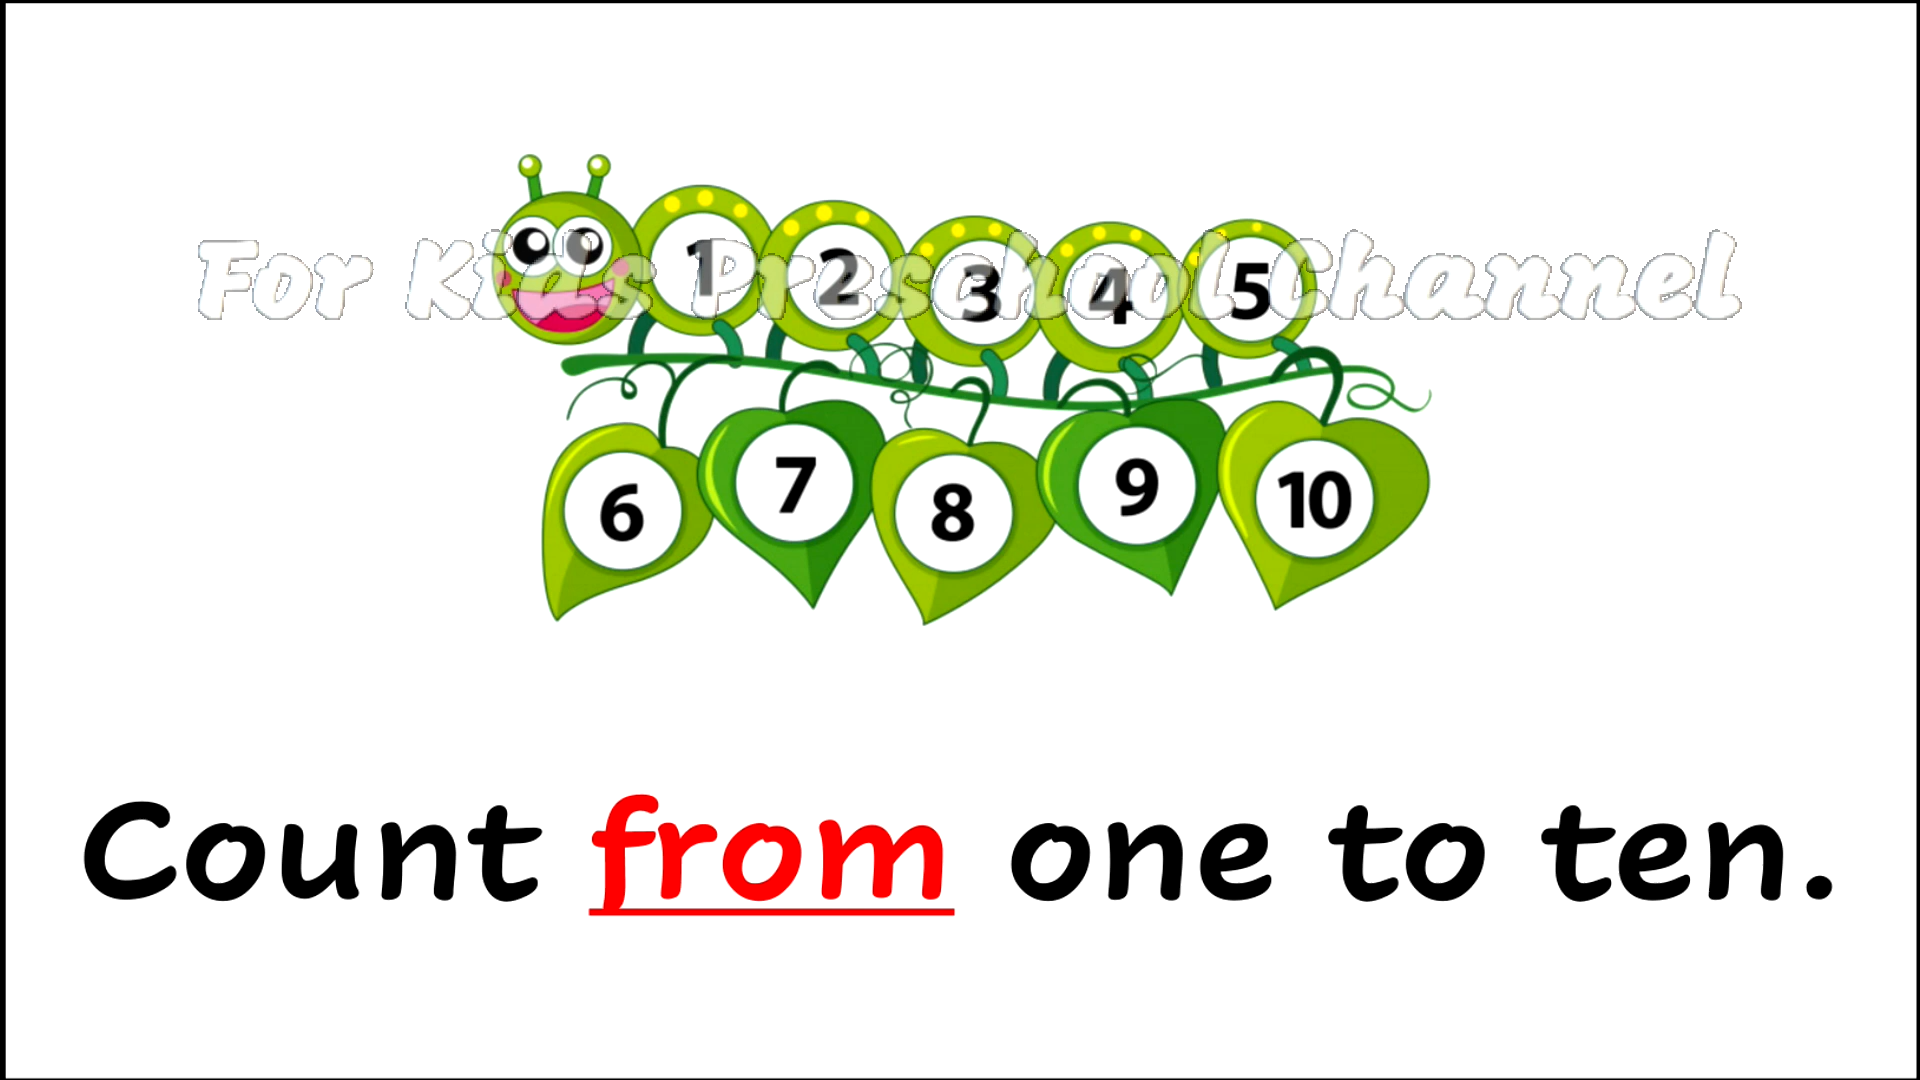 For Kids Preschool Channel
1 2 3 4 5
6 7 8 9 10
Count from one to ten.